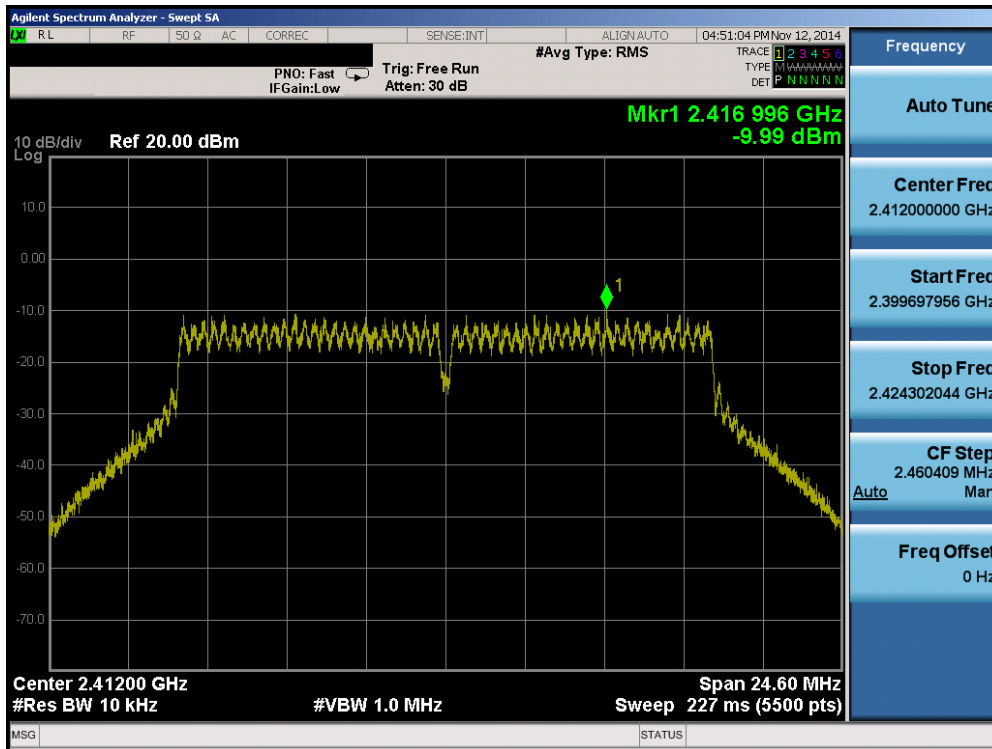 Agilent Spectrum Analyzer - Swept SA
LXI RL RF 50 Ω AC CORREC SENSE:INT ALIGN AUTO 04:51:04 PM Nov 12, 2014
#Avg Type: RMS TRACE 1 2 3 4 5 6
PNO: Fast Trig: Free Run TYPE M W W W W W
IFGain:Low Atten: 30 dB DET P N N N N N
Mkr1 2.416 996 GHz
-9.99 dBm
10 dB/div Ref 20.00 dBm
Log
10.0
0.00
1
-10.0
-20.0
-30.0
-40.0
-50.0
-60.0
-70.0
Center 2.41200 GHz Span 24.60 MHz
#Res BW 10 kHz #VBW 1.0 MHz Sweep 227 ms (5500 pts)
MSG STATUS
Frequency
Auto Tune
Center Freq
2.412000000 GHz
Start Freq
2.399697956 GHz
Stop Freq
2.424302044 GHz
CF Step
2.460409 MHz
Auto Man
Freq Offset
0 Hz